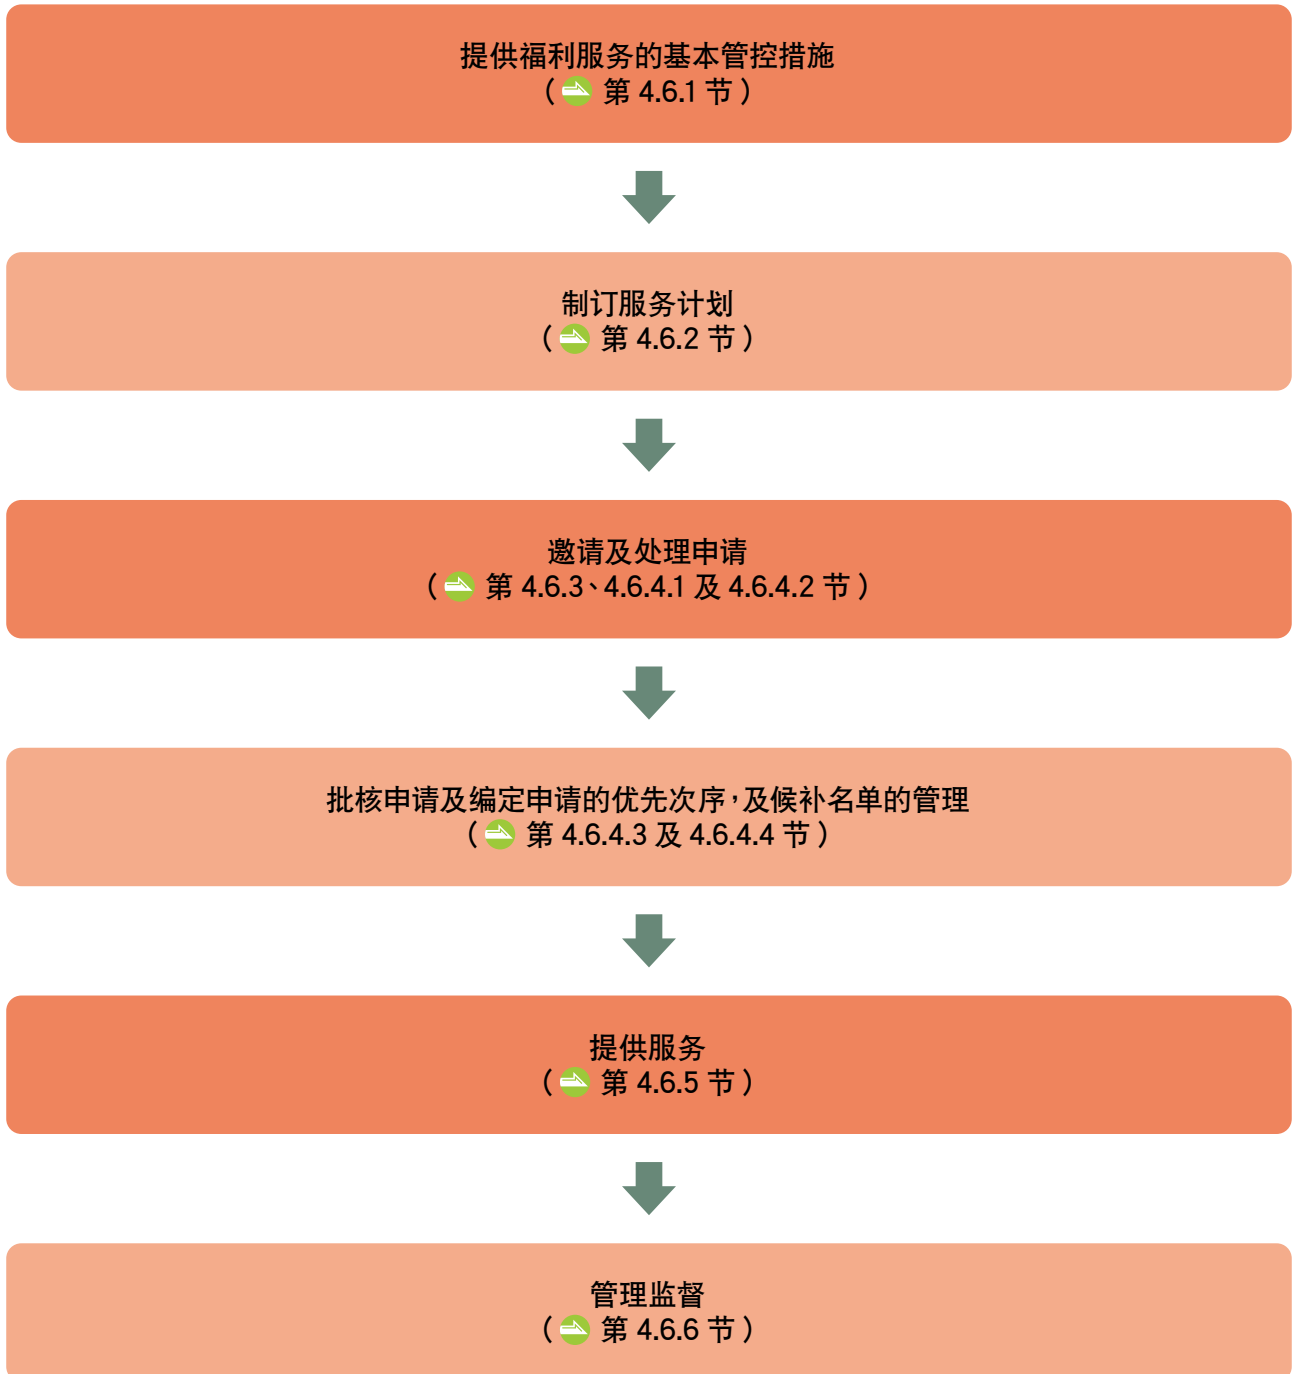 提供福利服务的基本管控措施
( 第 4.6.1 节 )
制订服务计划
( 第 4.6.2 节 )
邀请及处理申请
( 第 4.6.3、4.6.4.1 及 4.6.4.2 节 )
批核申请及编定申请的优先次序,及候补名单的管理
( 第 4.6.4.3 及 4.6.4.4 节 )
提供服务
( 第 4.6.5 节 )
管理监督
( 第 4.6.6 节 )